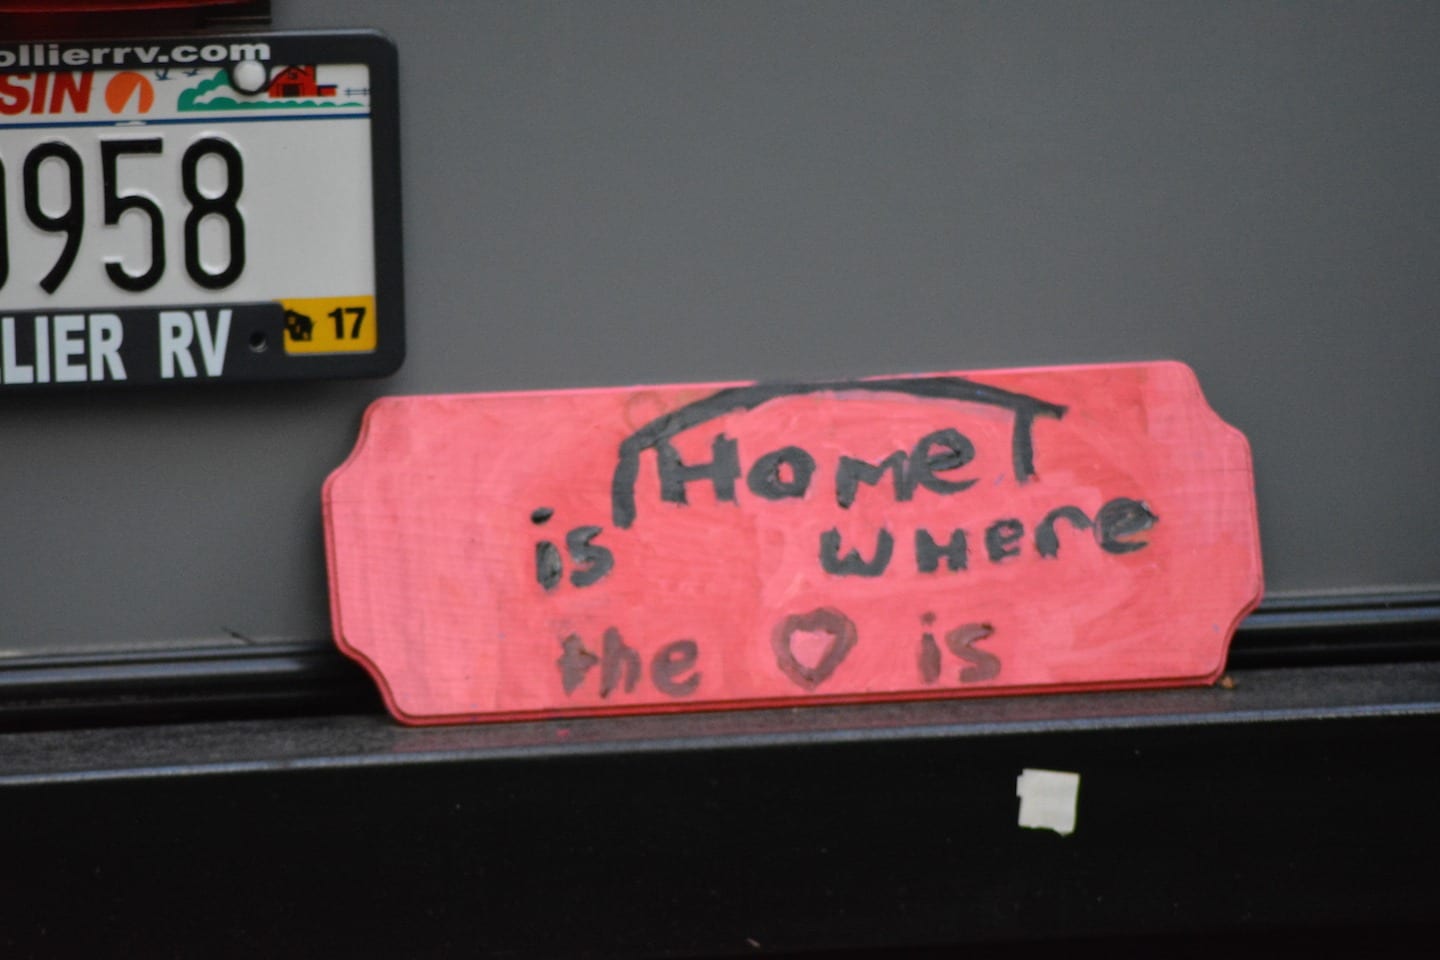 ollierrv.com
SIN
958
LIER RV
17
Home
is where
the is